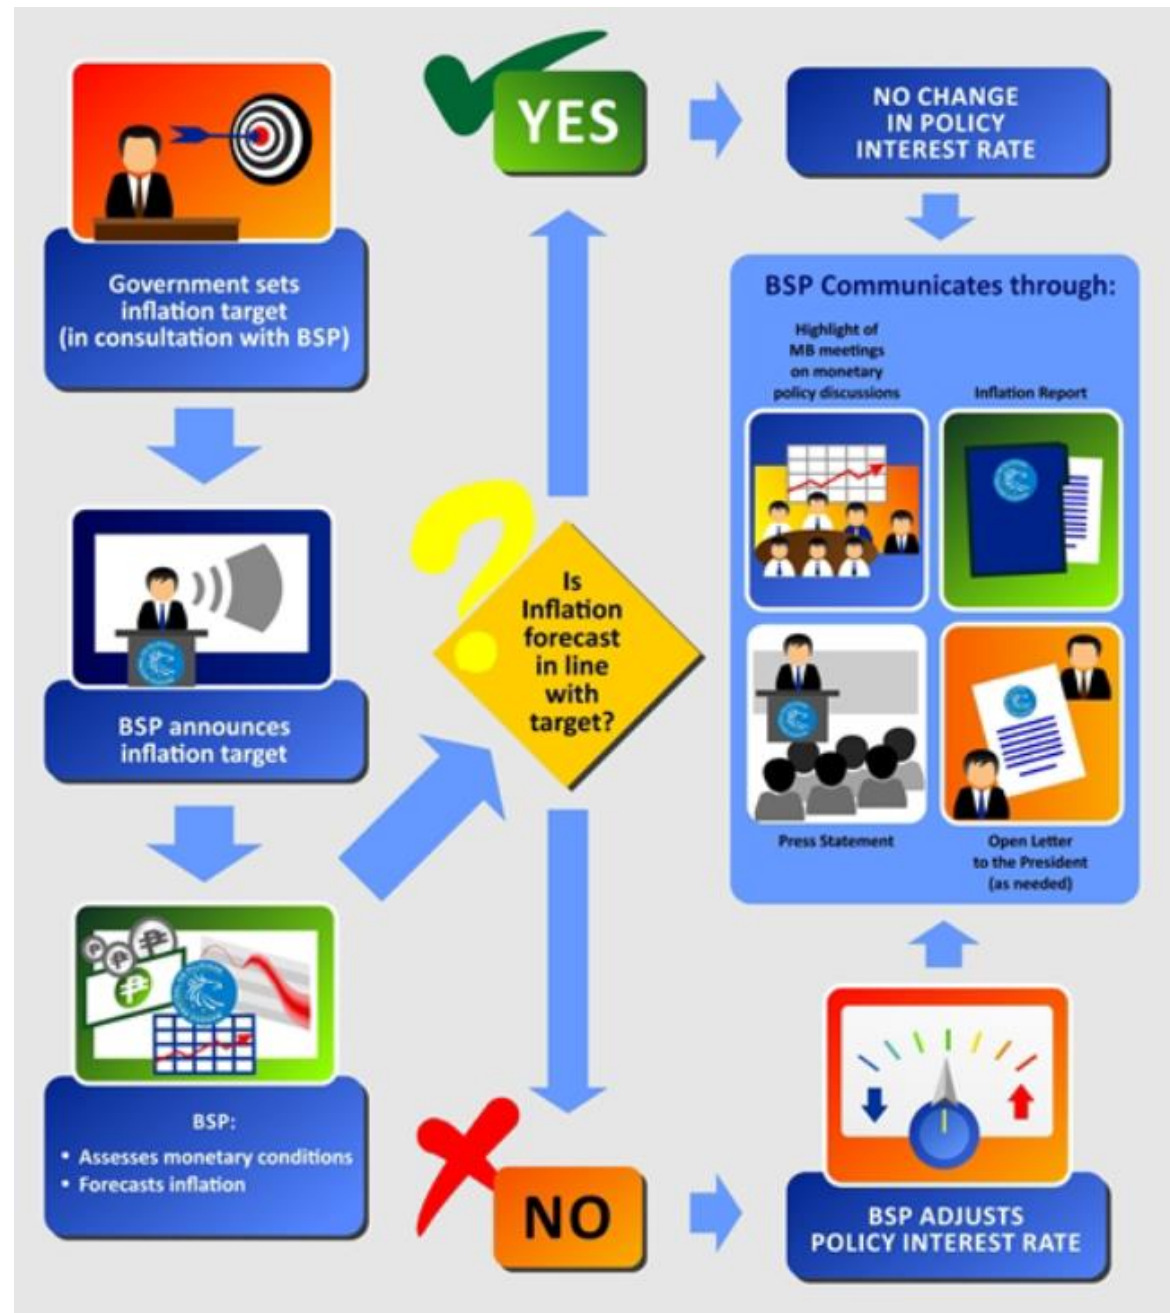 Government sets
inflation target
(in consultation with BSP)
BSP announces
inflation target
BSP:
• Assesses monetary conditions
• Forecasts inflation
Is
Inflation
forecast
in line
with
target?
YES
NO CHANGE
IN POLICY
INTEREST RATE
NO
BSP ADJUSTS
POLICY INTEREST RATE
BSP Communicates through:
Highlight of
MB meetings
on monetary
policy discussions
Inflation Report
Press Statement
Open Letter
to the President
(as needed)